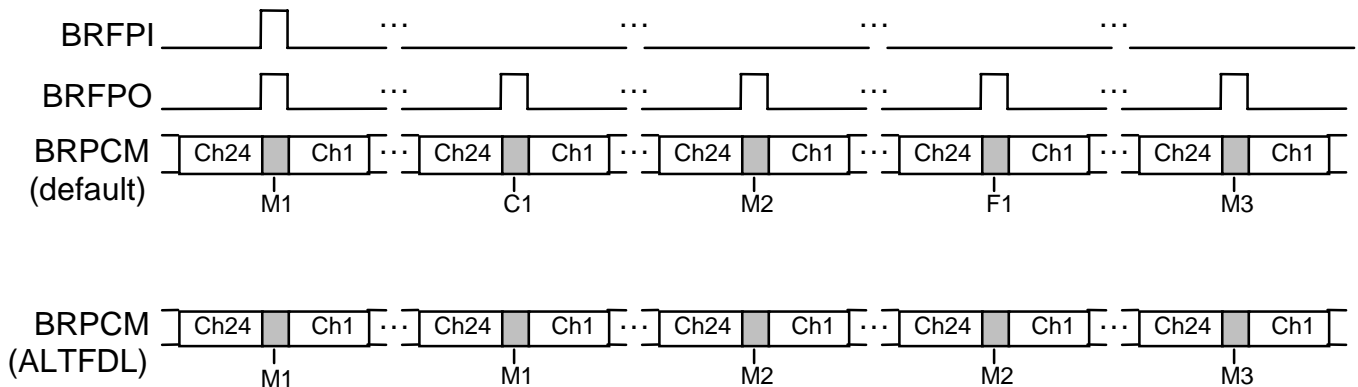 BRFPI ... ... ... ...
BRFPO ... ... ... ...
BRPCM (default) Ch24 Ch1 ... Ch24 Ch1 ... Ch24 Ch1 ... Ch24 Ch1 ... Ch24 Ch1
M1 C1 M2 F1 M3
BRPCM (ALTFDL) Ch24 Ch1 ... Ch24 Ch1 ... Ch24 Ch1 ... Ch24 Ch1 ... Ch24 Ch1
M1 M1 M2 M2 M3